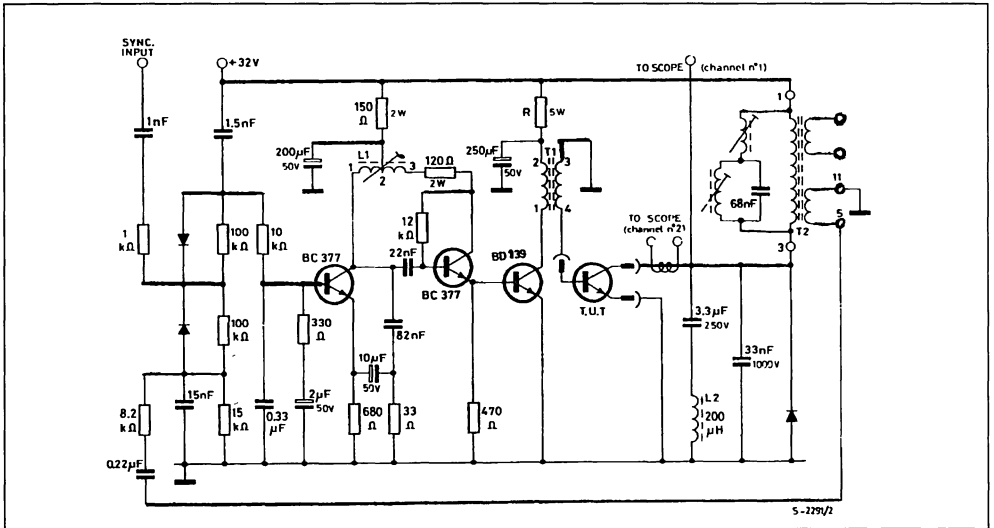 SYNC.
INPUT
+32V
TO SCOPE (channel n°1)
1nF
1.5nF
150
Ω
2W
R
5W
1
200µF
50V
L1
1
2
3
120Ω
2W
250µF
50V
T1
2
3
1
4
68nF
11
5
T2
3
1
kΩ
100
kΩ
10
kΩ
12
kΩ
22nF
BC 377
BC 377
BD 139
TO SCOPE
(channel n°2)
T.U.T
100
kΩ
330
Ω
82nF
3.3µF
250V
33nF
1000V
10µF
50V
8.2
kΩ
15nF
15
kΩ
0.33
µF
2µF
50V
680
Ω
33
Ω
470
Ω
L2
200
µH
0.22µF
S-2291/2